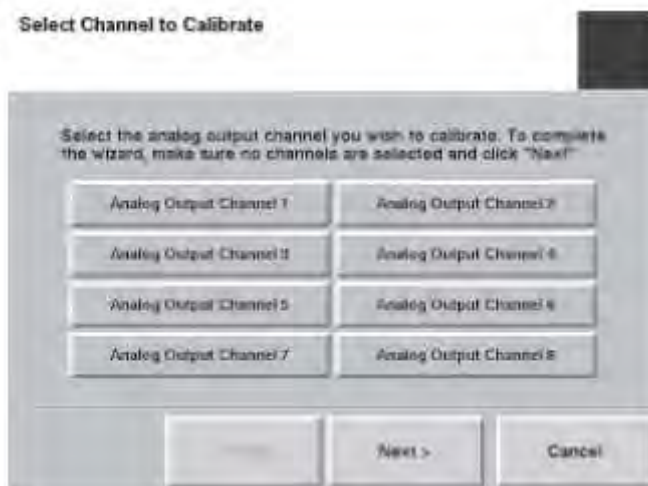 Select Channel to Calibrate
Select the analog output channel you wish to calibrate. To complete
the wizard, make sure no channels are selected and click "Next"
Analog Output Channel 1
Analog Output Channel 2
Analog Output Channel 3
Analog Output Channel 4
Analog Output Channel 5
Analog Output Channel 6
Analog Output Channel 7
Analog Output Channel 8
Next >
Cancel